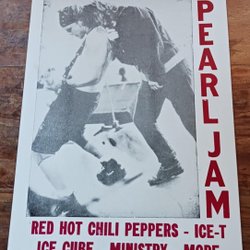 PEARL JAM
RED HOT CHILI PEPPERS - ICE-T
ICE CUBE - MINISTRY - MORE